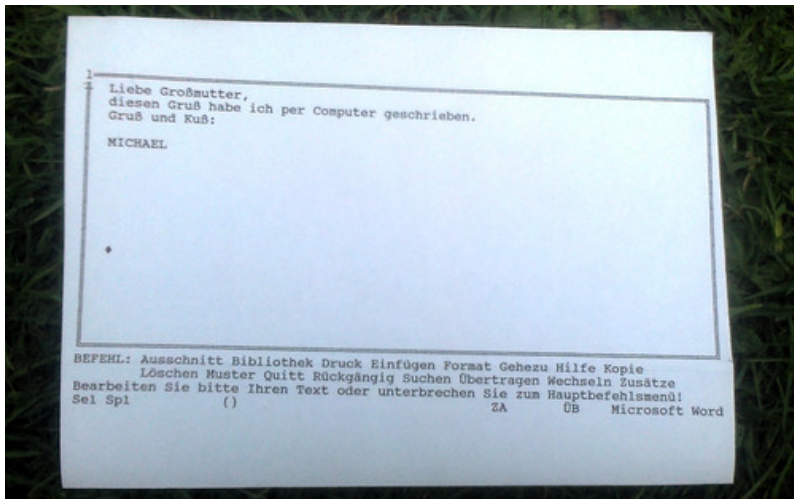 1
Liebe Großmutter,
diesen Gruß habe ich per Computer geschrieben.
Gruß und Kuß:
MICHAEL
BEFEHL: Ausschnitt Bibliothek Druck Einfügen Format Gehezu Hilfe Kopie
Löschen Muster Quitt Rückgängig Suchen Übertragen Wechseln Zusätze
Bearbeiten Sie bitte Ihren Text oder unterbrechen Sie zum Hauptbefehlsmenü!
Se1 Sp1 () ZA ÜB Microsoft Word